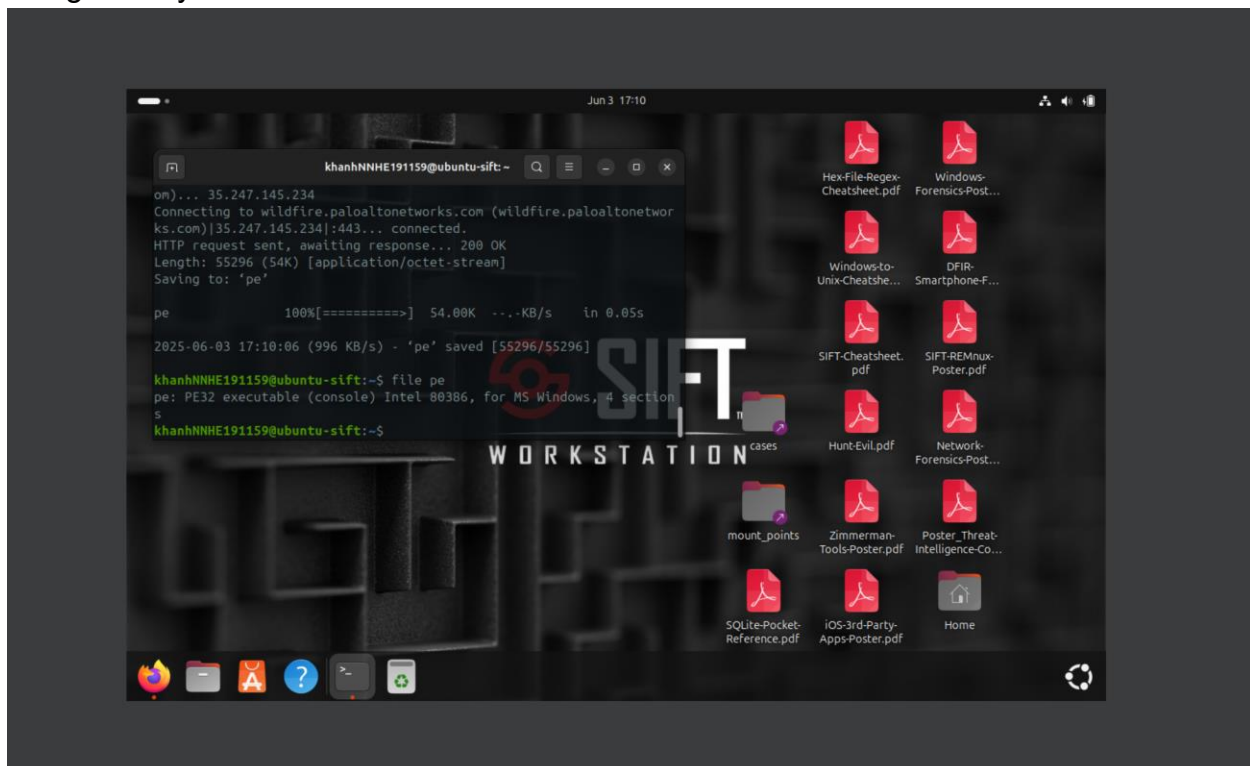 Jun 3 17:10
khanhNNHE191159@ubuntu-sift: ~
om)... 35.247.145.234
Connecting to wildfire.paloaltonetworks.com (wildfire.paloaltonetwor
ks.com)|35.247.145.234|:443... connected.
HTTP request sent, awaiting response... 200 OK
Length: 55296 (54K) [application/octet-stream]
Saving to: ‘pe’
pe 100%[==========>] 54.00K --.-KB/s in 0.05s
2025-06-03 17:10:06 (996 KB/s) - ‘pe’ saved [55296/55296]
khanhNNHE191159@ubuntu-sift:~$ file pe
pe: PE32 executable (console) Intel 80386, for MS Windows, 4 section
s
khanhNNHE191159@ubuntu-sift:~$
SIFT
WORKSTATION
Hex-File-Regex-
Cheatsheet.pdf
Windows-
Forensics-Post...
Windows-to-
Unix-Cheatshe...
DFIR-
Smartphone-F...
SIFT-Cheatsheet.
pdf
SIFT-REMnux-
Poster.pdf
cases
Hunt-Evil.pdf
Network-
Forensics-Post...
mount_points
Zimmerman-
Tools-Poster.pdf
Poster_Threat-
Intelligence-Co...
SQLite-Pocket-
Reference.pdf
iOS-3rd-Party-
Apps-Poster.pdf
Home